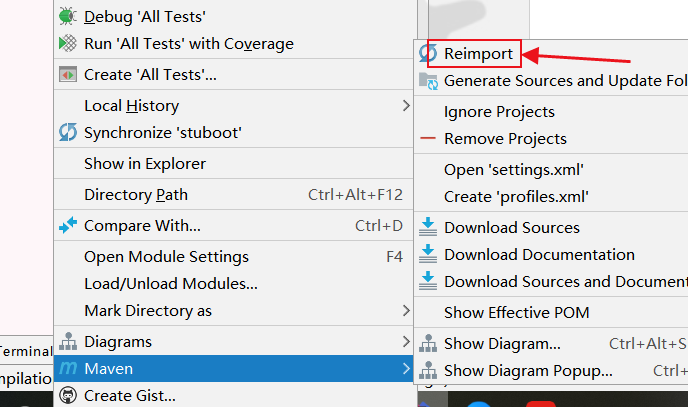 Debug 'All Tests'
Run 'All Tests' with Coverage
Create 'All Tests'...
Local History
Synchronize 'stuboot'
Show in Explorer
Directory Path Ctrl+Alt+F12
Compare With... Ctrl+D
Open Module Settings F4
Load/Unload Modules...
Mark Directory as
Diagrams
Maven
Create Gist...
Reimport
Generate Sources and Update Fol
Ignore Projects
Remove Projects
Open 'settings.xml'
Create 'profiles.xml'
Download Sources
Download Documentation
Download Sources and Document
Show Effective POM
Show Diagram... Ctrl+Alt+S
Show Diagram Popup... Ctrl+
Terminal
mpilatio